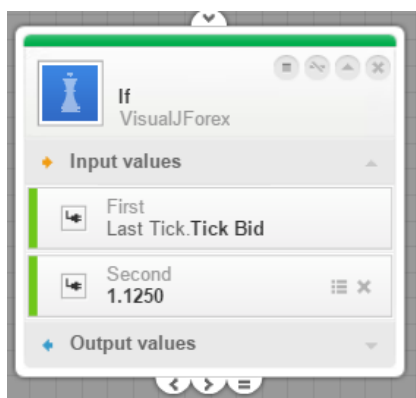 If
VisualJForex
Input values
First
Last Tick.Tick Bid
Second
1.1250
Output values
< > =